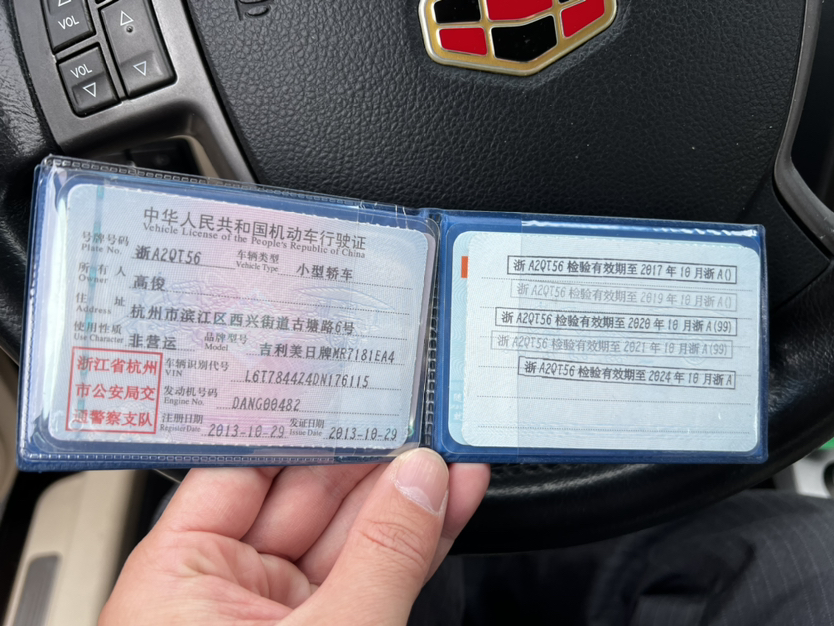 VOL
VOL
中华人民共和国机动车行驶证
Vehicle License of the People's Republic of China
号牌号码 浙A2QT56 车辆类型 小型轿车
Plate No. Vehicle Type
所有人 高俊
Owner
住址 杭州市滨江区西兴街道古塘路6号
Address
使用性质 非营运 品牌型号 吉利美日牌MR7181EA4
Use Character Model
浙江省杭州
市公安局交
通警察支队
车辆识别代号 L6T7844Z4DN176115
VIN
发动机号码 DANG00482
Engine No.
注册日期 2013-10-29 发证日期 2013-10-29
Register Date Issue Date
浙A2QT56 检验有效期至 2017年10月浙A()
浙A2QT56 检验有效期至 2019年10月浙A()
浙A2QT56 检验有效期至 2020年10月浙A(99)
浙A2QT56 检验有效期至 2021年10月浙A(99)
浙A2QT56 检验有效期至 2024年10月浙A